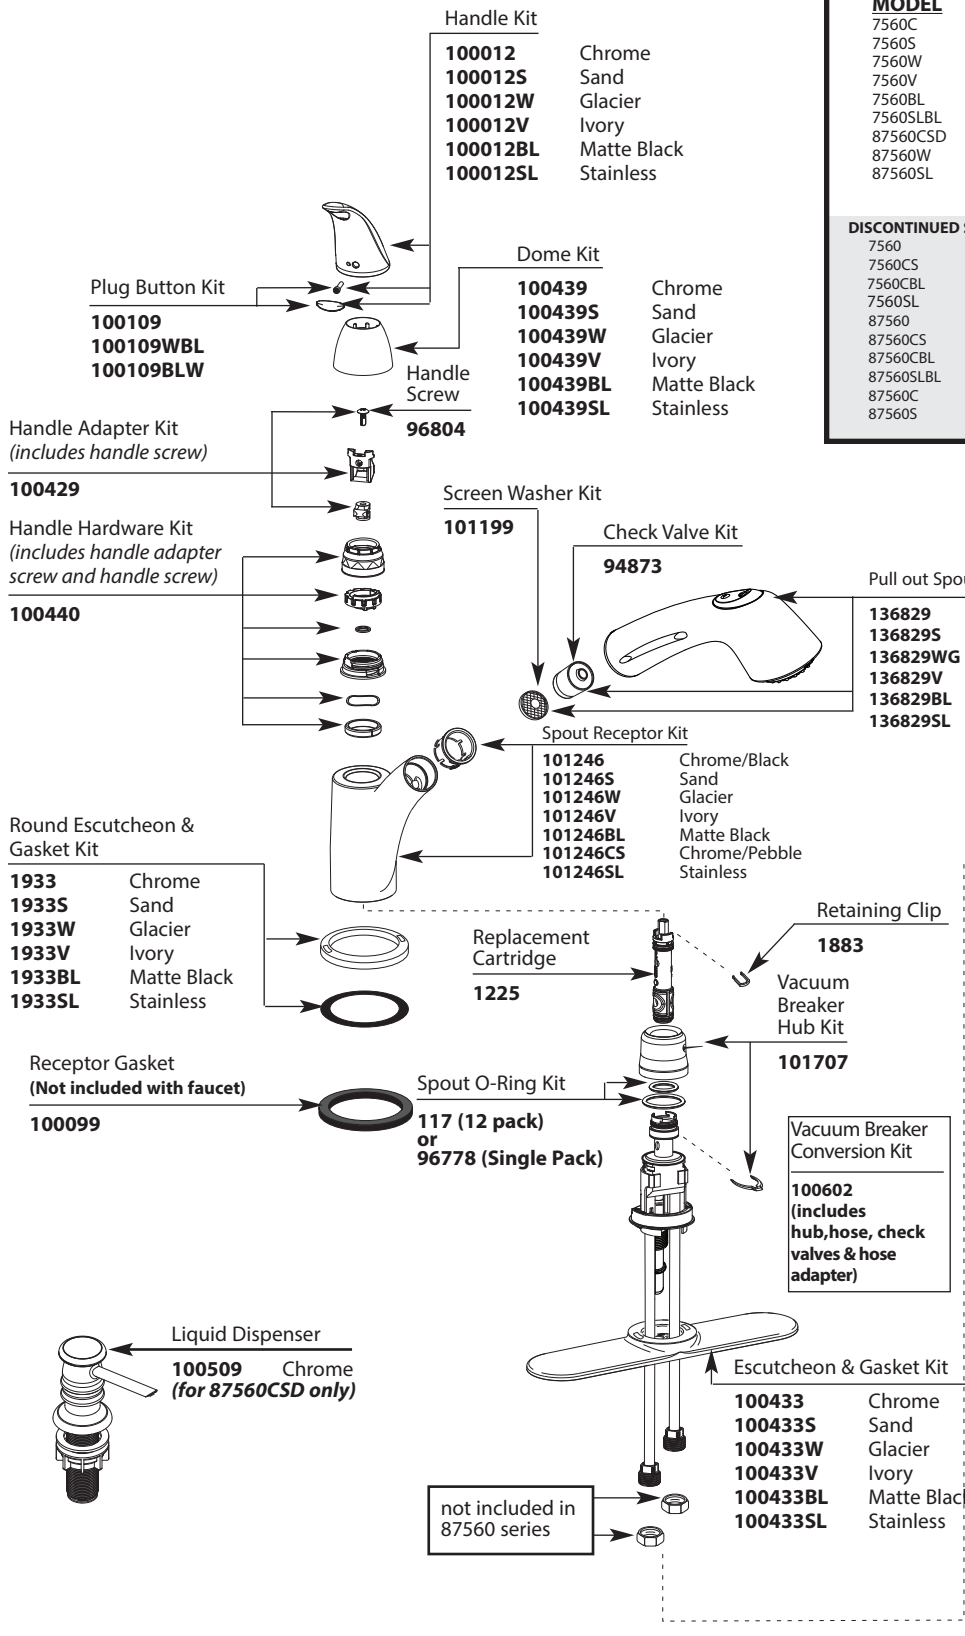 Handle Kit
100012 Chrome
100012S Sand
100012W Glacier
100012V Ivory
100012BL Matte Black
100012SL Stainless
MODEL
7560C
7560S
7560W
7560V
7560BL
7560SLBL
87560CSD
87560W
87560SL
DISCONTINUED S
7560
7560CS
7560CBL
7560SL
87560
87560CS
87560CBL
87560SLBL
87560C
87560S
Plug Button Kit
100109
100109WBL
100109BLW
Dome Kit
100439 Chrome
100439S Sand
100439W Glacier
100439V Ivory
100439BL Matte Black
100439SL Stainless
Handle
Screw
96804
Handle Adapter Kit
(includes handle screw)
100429
Handle Hardware Kit
(includes handle adapter
screw and handle screw)
100440
Screen Washer Kit
101199
Check Valve Kit
94873
Pull out Spou
136829
136829S
136829WG
136829V
136829BL
136829SL
Spout Receptor Kit
101246 Chrome/Black
101246S Sand
101246W Glacier
101246V Ivory
101246BL Matte Black
101246CS Chrome/Pebble
101246SL Stainless
Round Escutcheon &
Gasket Kit
1933 Chrome
1933S Sand
1933W Glacier
1933V Ivory
1933BL Matte Black
1933SL Stainless
Replacement
Cartridge
1225
Retaining Clip
1883
Vacuum
Breaker
Hub Kit
101707
Receptor Gasket
(Not included with faucet)
100099
Spout O-Ring Kit
117 (12 pack)
or
96778 (Single Pack)
Vacuum Breaker
Conversion Kit
100602
(includes
hub,hose, check
valves & hose
adapter)
Liquid Dispenser
100509 Chrome
(for 87560CSD only)
Escutcheon & Gasket Kit
100433 Chrome
100433S Sand
100433W Glacier
100433V Ivory
100433BL Matte Black
100433SL Stainless
not included in
87560 series